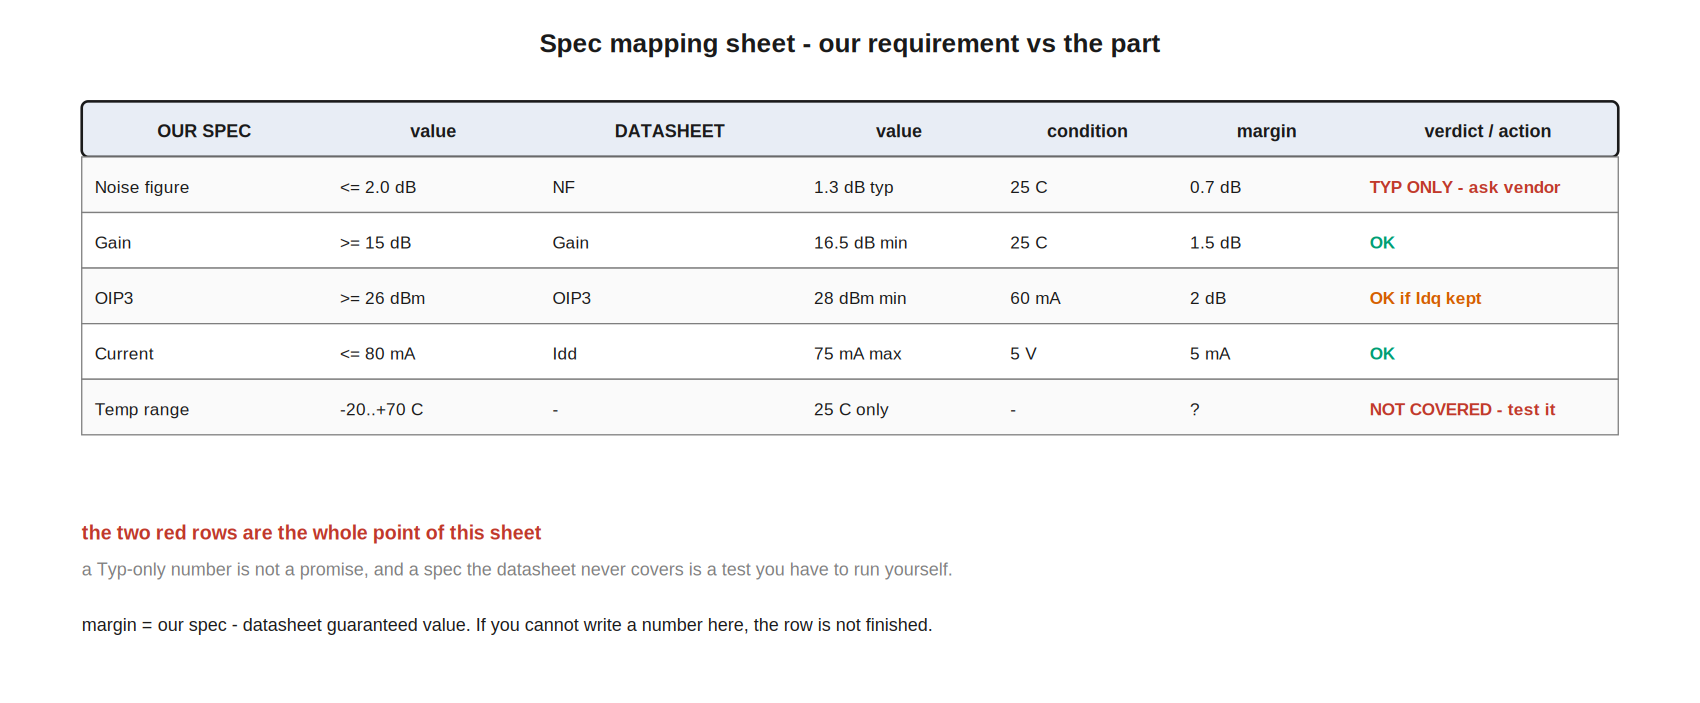 Spec mapping sheet - our requirement vs the part
OUR SPEC value DATASHEET value condition margin verdict / action
Noise figure <= 2.0 dB NF 1.3 dB typ 25 C 0.7 dB TYP ONLY - ask vendor
Gain >= 15 dB Gain 16.5 dB min 25 C 1.5 dB OK
OIP3 >= 26 dBm OIP3 28 dBm min 60 mA 2 dB OK if Idq kept
Current <= 80 mA Idd 75 mA max 5 V 5 mA OK
Temp range -20..+70 C - 25 C only - ? NOT COVERED - test it
the two red rows are the whole point of this sheet
a Typ-only number is not a promise, and a spec the datasheet never covers is a test you have to run yourself.
margin = our spec - datasheet guaranteed value. If you cannot write a number here, the row is not finished.